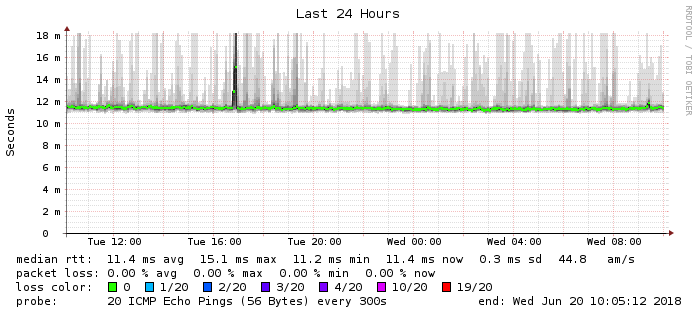 Last 24 Hours
RRDTOOL / TOBI OETIKER
Seconds
18 m
16 m
14 m
12 m
10 m
8 m
6 m
4 m
2 m
0
Tue 12:00 Tue 16:00 Tue 20:00 Wed 00:00 Wed 04:00 Wed 08:00
median rtt: 11.4 ms avg 15.1 ms max 11.2 ms min 11.4 ms now 0.3 ms sd 44.8 am/s
packet loss: 0.00 % avg 0.00 % max 0.00 % min 0.00 % now
loss color: 0 1/20 2/20 3/20 4/20 10/20 19/20
probe: 20 ICMP Echo Pings (56 Bytes) every 300s end: Wed Jun 20 10:05:12 2018